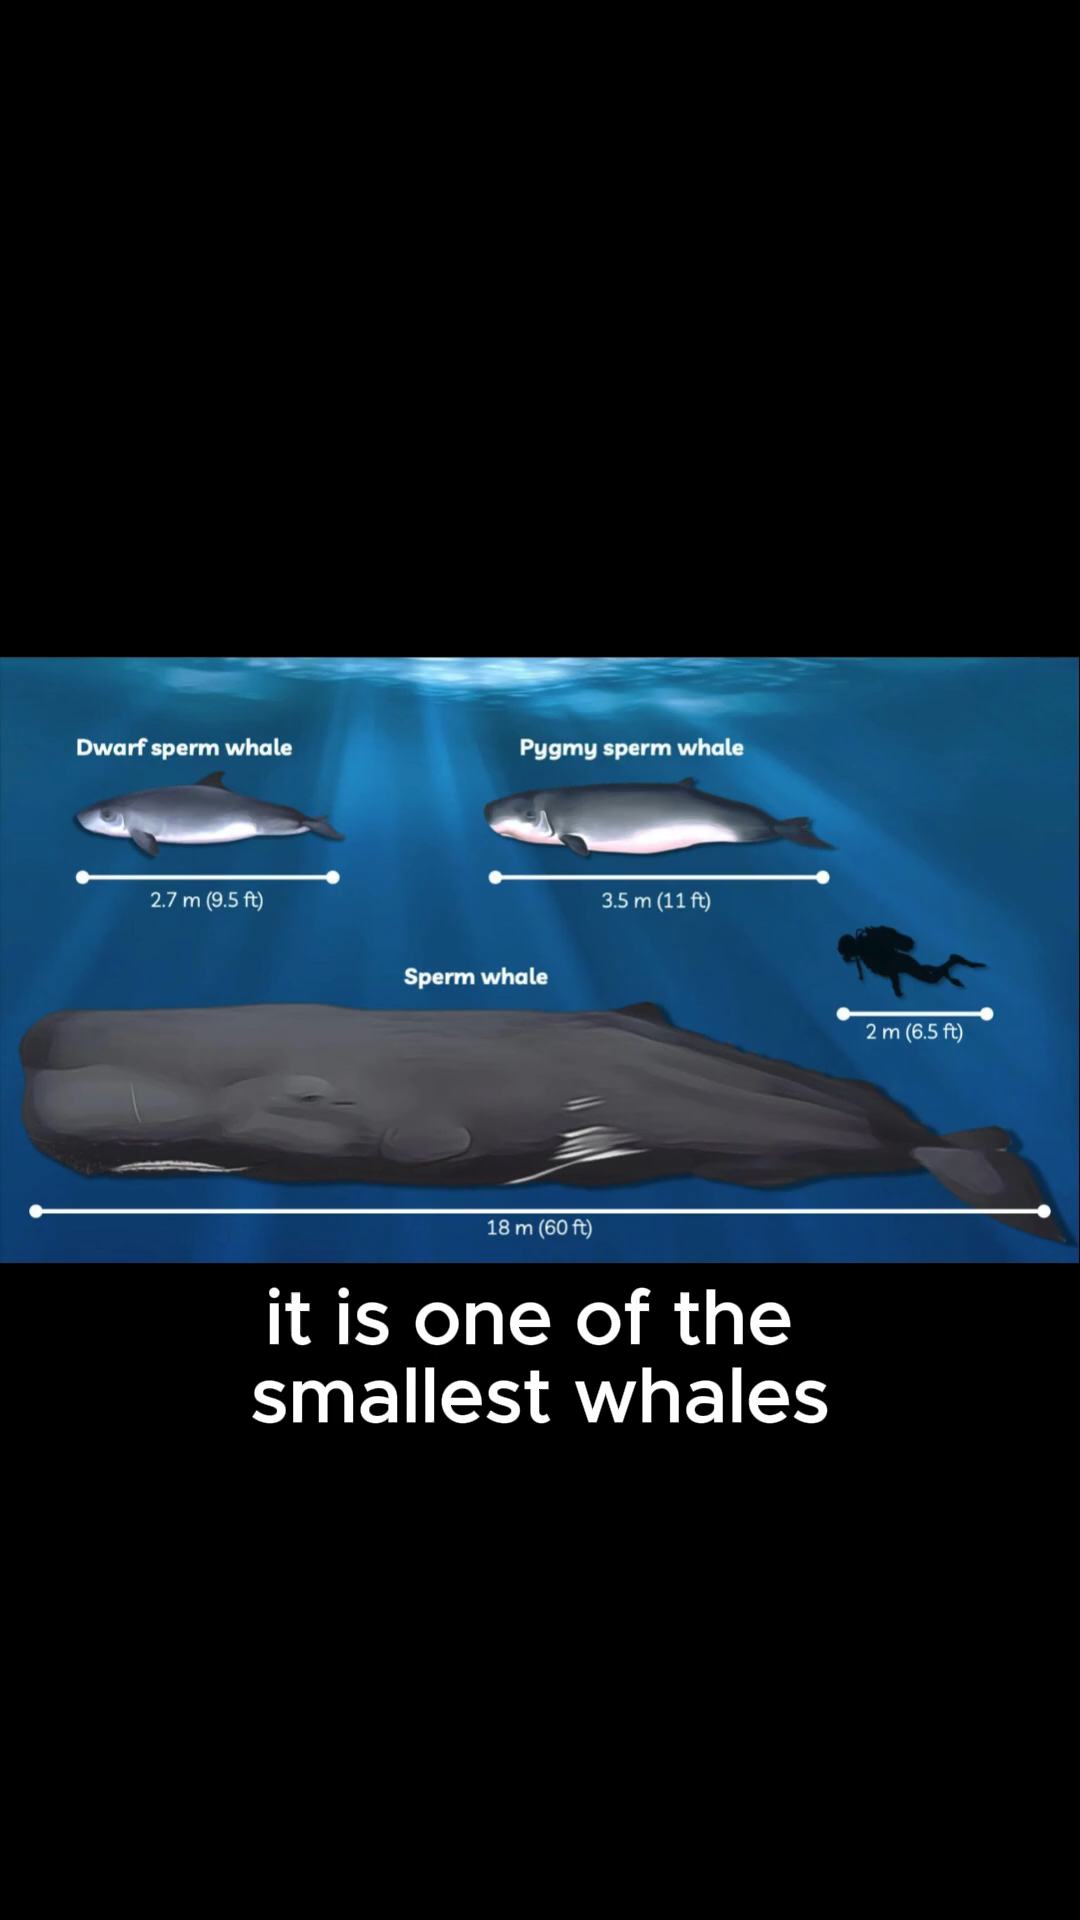 Dwarf sperm whale
Pygmy sperm whale
2.7 m (9.5 ft)
3.5 m (11 ft)
Sperm whale
2 m (6.5 ft)
18 m (60 ft)
it is one of the
smallest whales